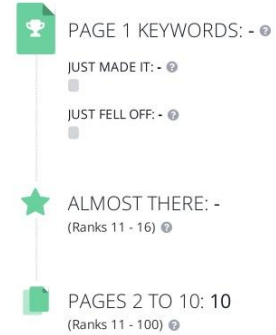 PAGE 1 KEYWORDS: - ?
JUST MADE IT: - ?
JUST FELL OFF: - ?
ALMOST THERE: -
(Ranks 11 - 16) ?
PAGES 2 TO 10: 10
(Ranks 11 - 100) ?